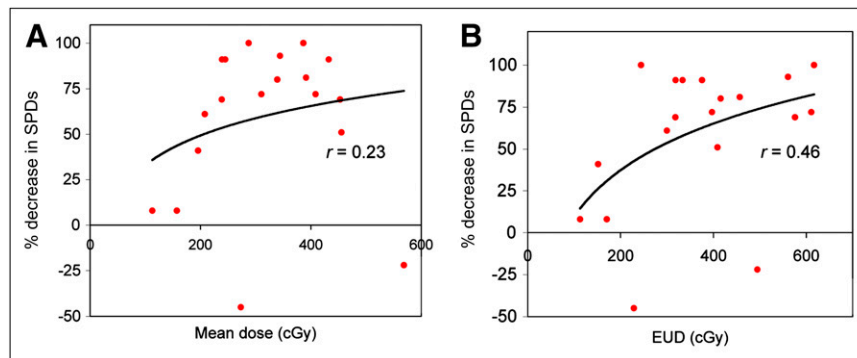 A
% decrease in SPDs
100
75
50
25
0
-25
-50
0
200
400
600
r = 0.23
Mean dose (cGy)
B
% decrease in SPDs
100
75
50
25
0
-25
-50
0
200
400
600
r = 0.46
EUD (cGy)